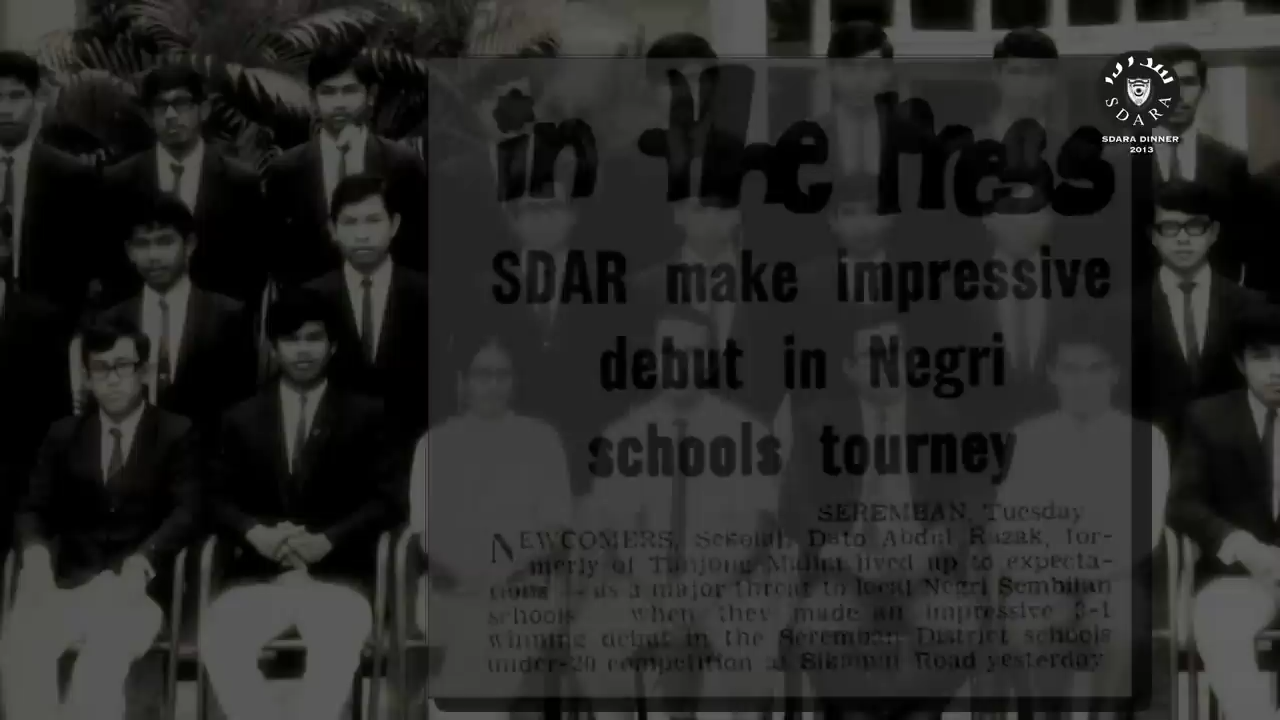 in the Press
SDAR make impressive
debut in Negri
schools tourney
SEREMBAN, Tuesday
NEWCOMERS, Sekolah Dato Abdul Razak, for-
merly of Tanjong Malim lived up to expecta-
tions — as a major threat to local Negri Sembilan
schools — when they made an impressive 3-1
winning debut in the Seremban District schools
under-20 competition at Sikamat Road yesterday
SDARA
SDARA DINNER
2013